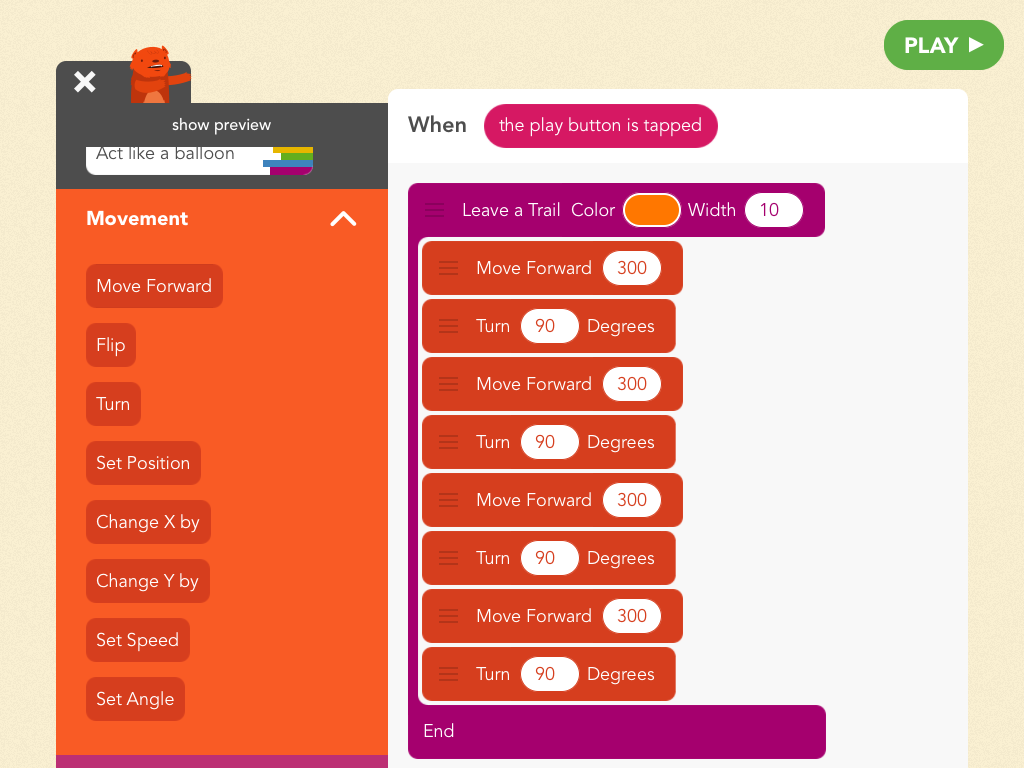 PLAY
show preview
When the play button is tapped
Act like a balloon
Movement
Move Forward
Flip
Turn
Set Position
Change X by
Change Y by
Set Speed
Set Angle
Leave a Trail Color Width 10
Move Forward 300
Turn 90 Degrees
Move Forward 300
Turn 90 Degrees
Move Forward 300
Turn 90 Degrees
Move Forward 300
Turn 90 Degrees
End